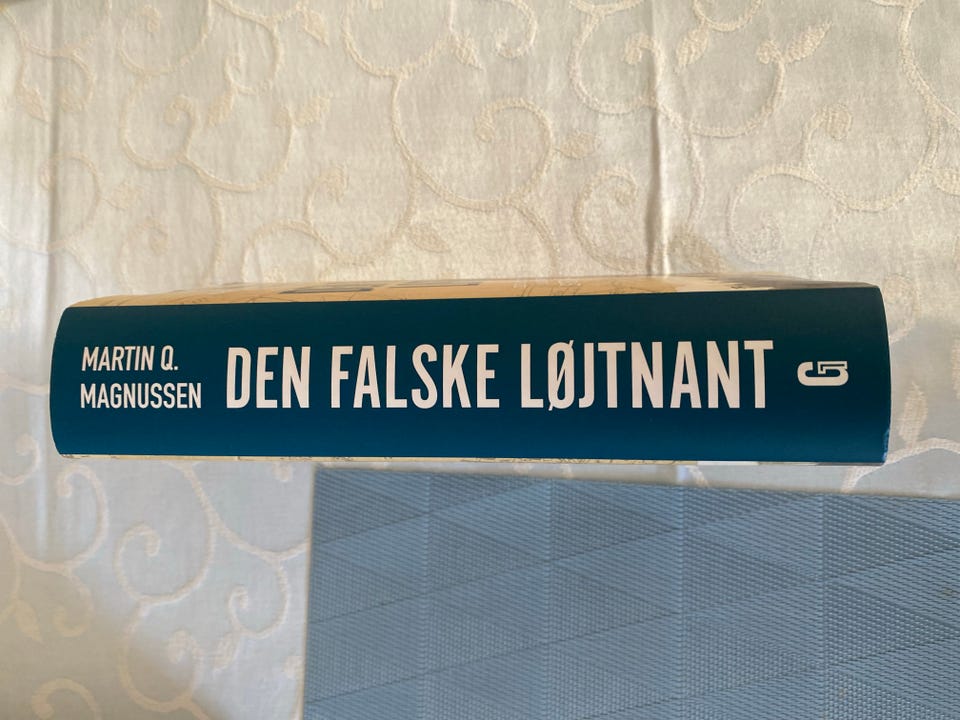 MARTIN Q.
MAGNUSSEN
DEN FALSKE LØJTNANT
G